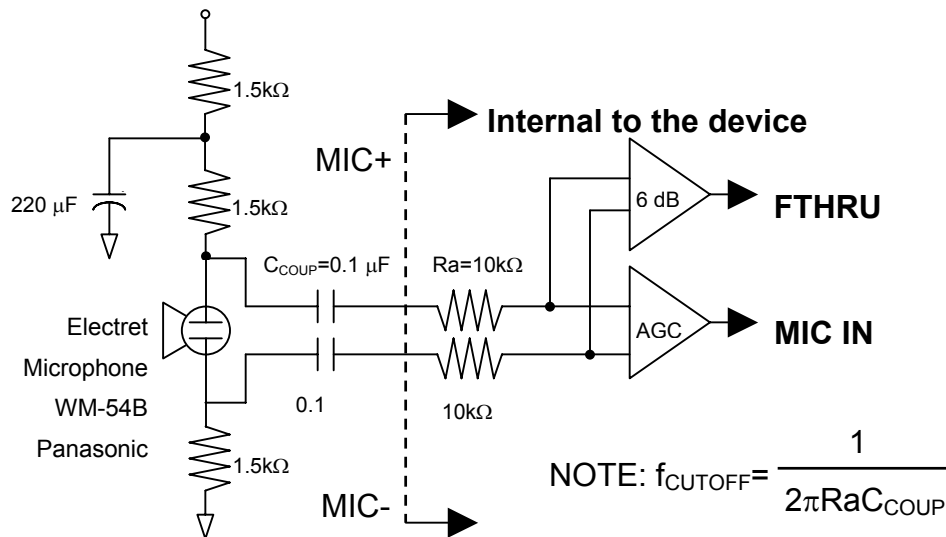 1.5kΩ
Internal to the device
MIC+
220 μF
1.5kΩ
6 dB
FTHRU
C_COUP=0.1 μF
Ra=10kΩ
Electret
Microphone
WM-54B
Panasonic
AGC
MIC IN
0.1
10kΩ
1.5kΩ
MIC-
NOTE: f_CUTOFF= 1
2πRaC_COUP